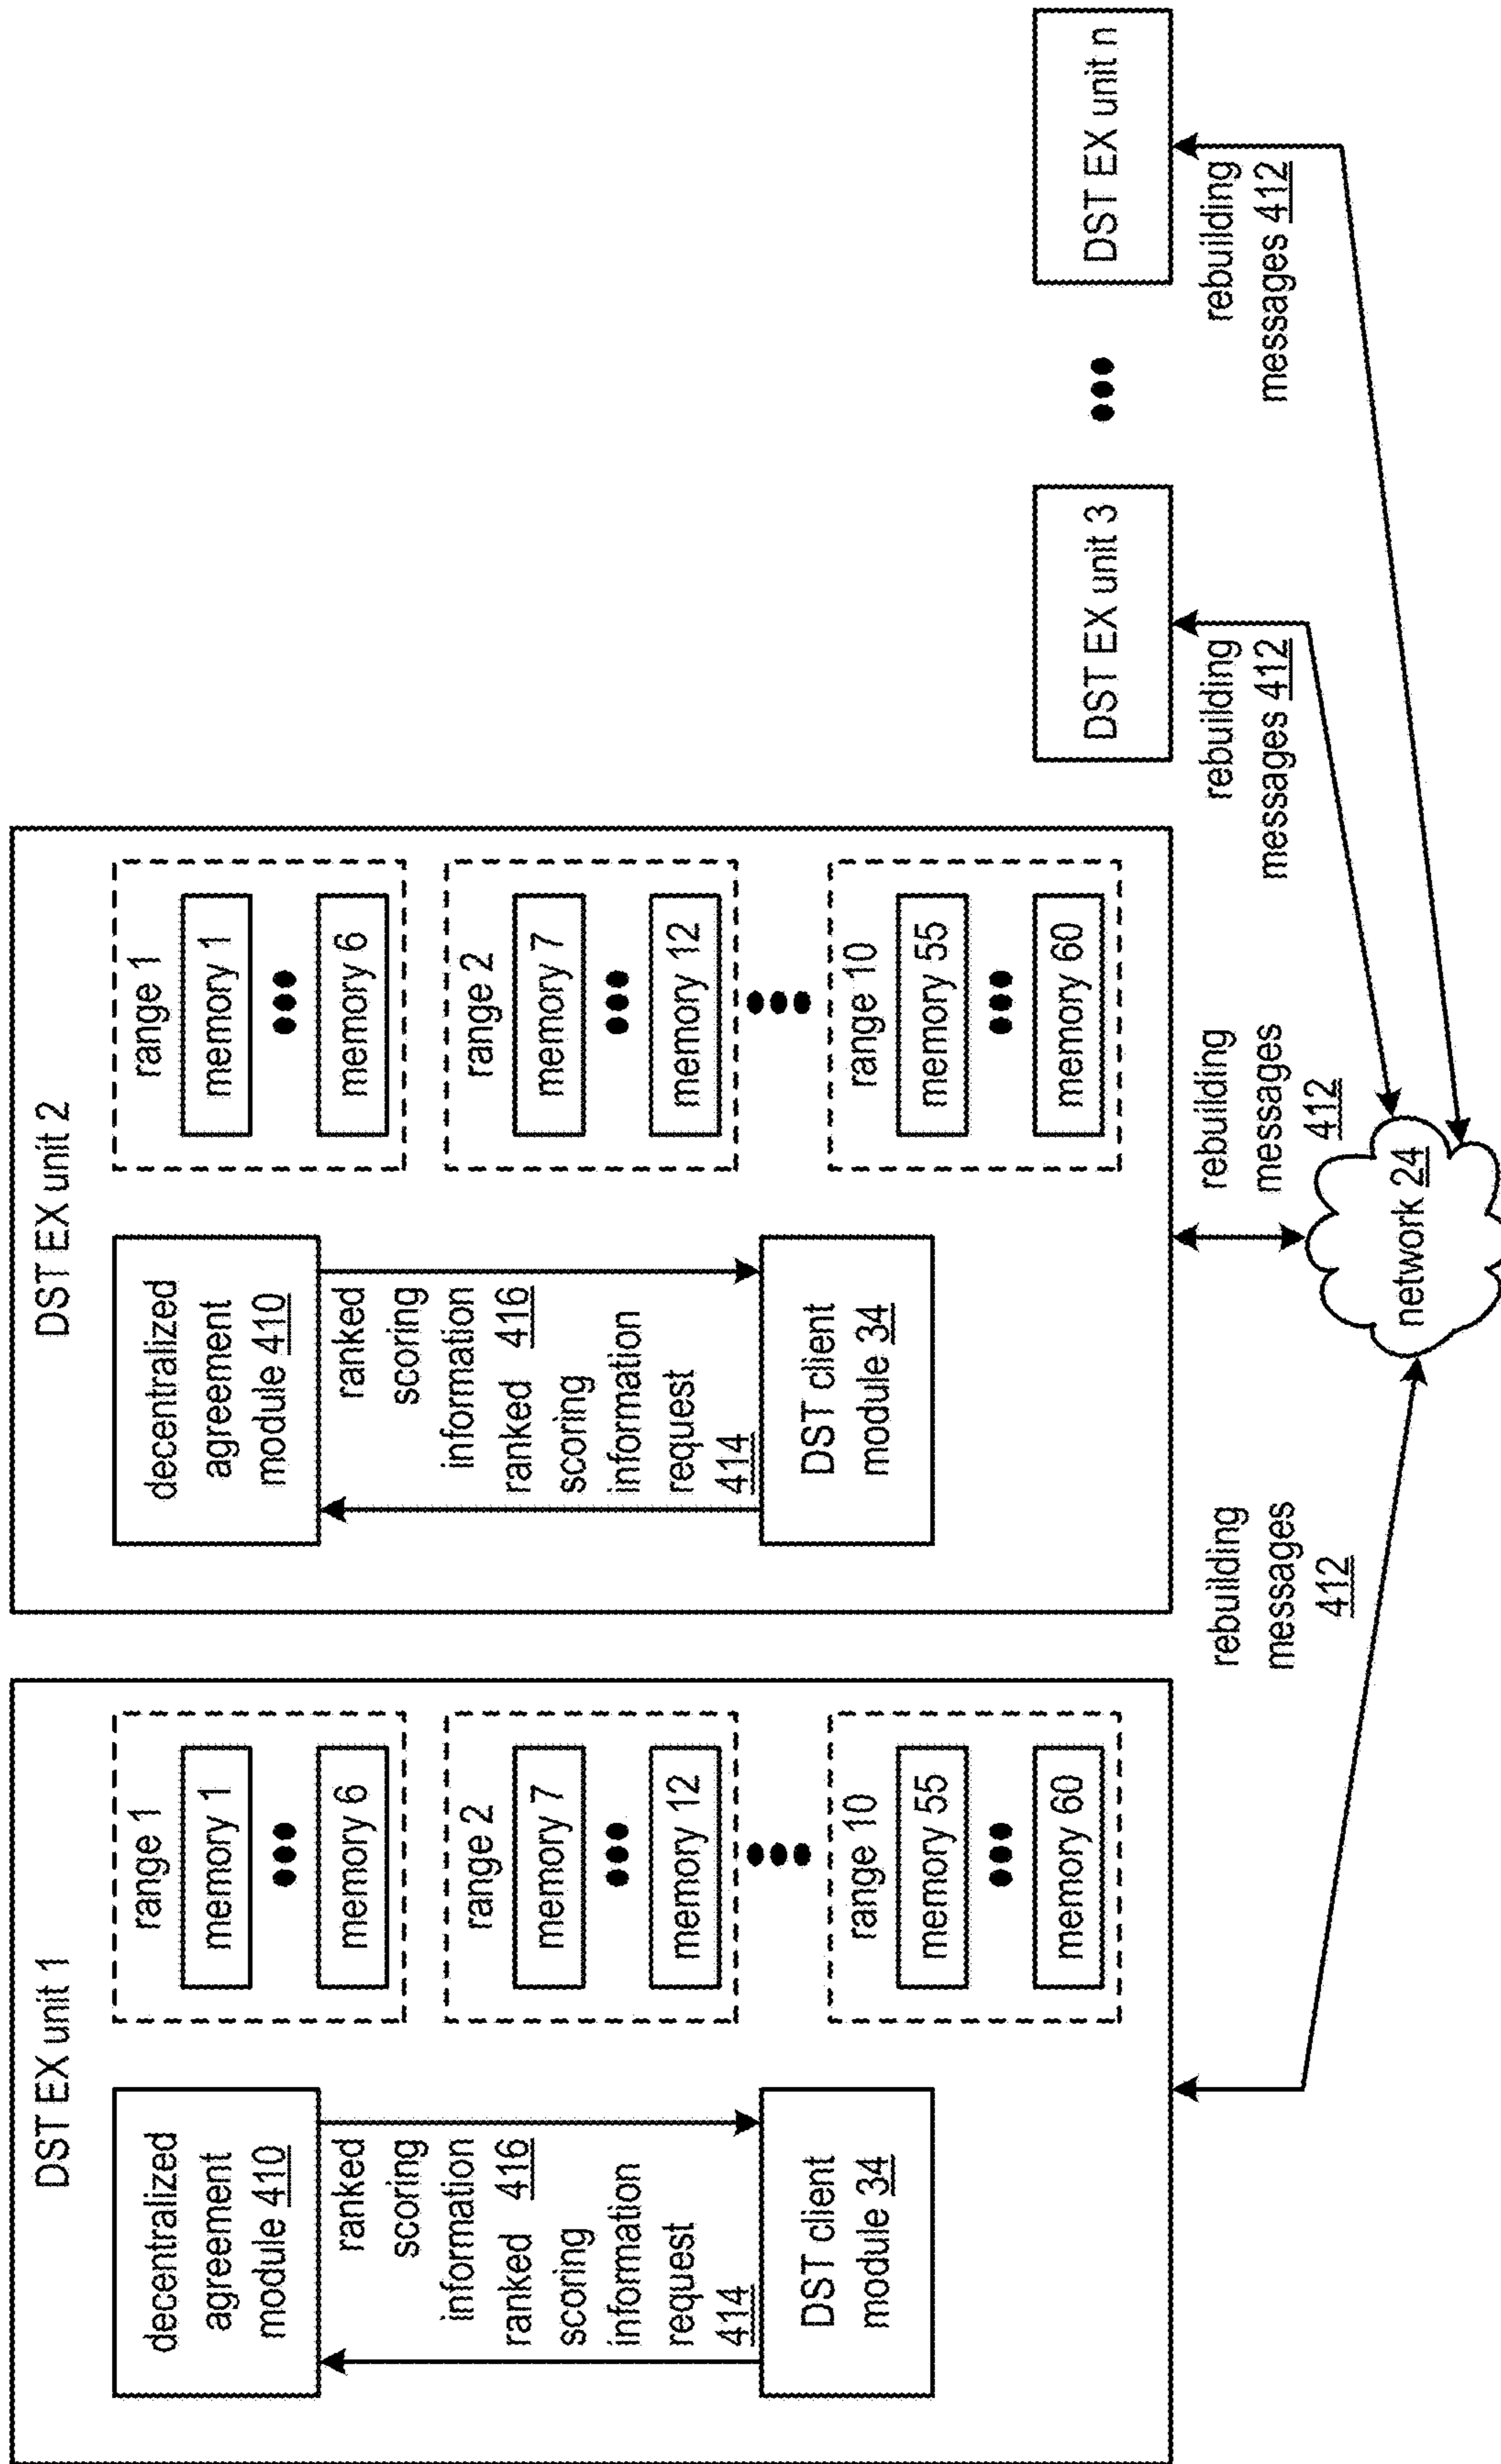 DST EX unit 1
decentralized
agreement
module 410
ranked
scoring
information
416
ranked
scoring
information
request
414
DST client
module 34
range 1
memory 1
memory 6
range 2
memory 7
memory 12
range 10
memory 55
memory 60
DST EX unit 2
decentralized
agreement
module 410
ranked
scoring
information
416
ranked
scoring
information
request
414
DST client
module 34
range 1
memory 1
memory 6
range 2
memory 7
memory 12
range 10
memory 55
memory 60
DST EX unit 3
DST EX unit n
rebuilding
messages
412
rebuilding
messages
412
rebuilding
messages 412
rebuilding
messages 412
network 24